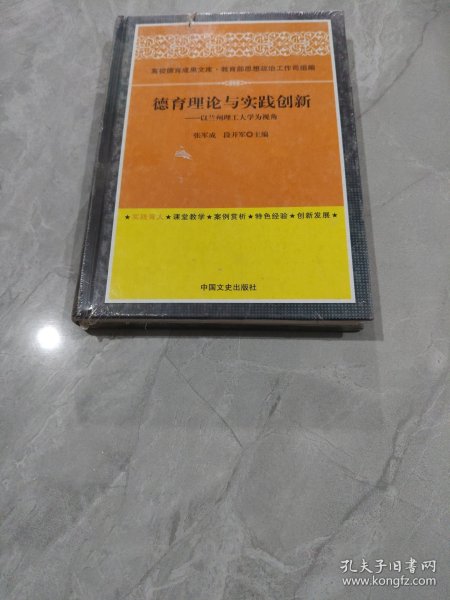 高校德育成果文库·教育部思想政治工作司组编
德育理论与实践创新
——以兰州理工大学为视角
张军成 段升军◎主编
★实践育人★课堂教学★案例赏析★特色经验★创新发展★
中国文史出版社
孔夫子旧书网
www.kongfz.com